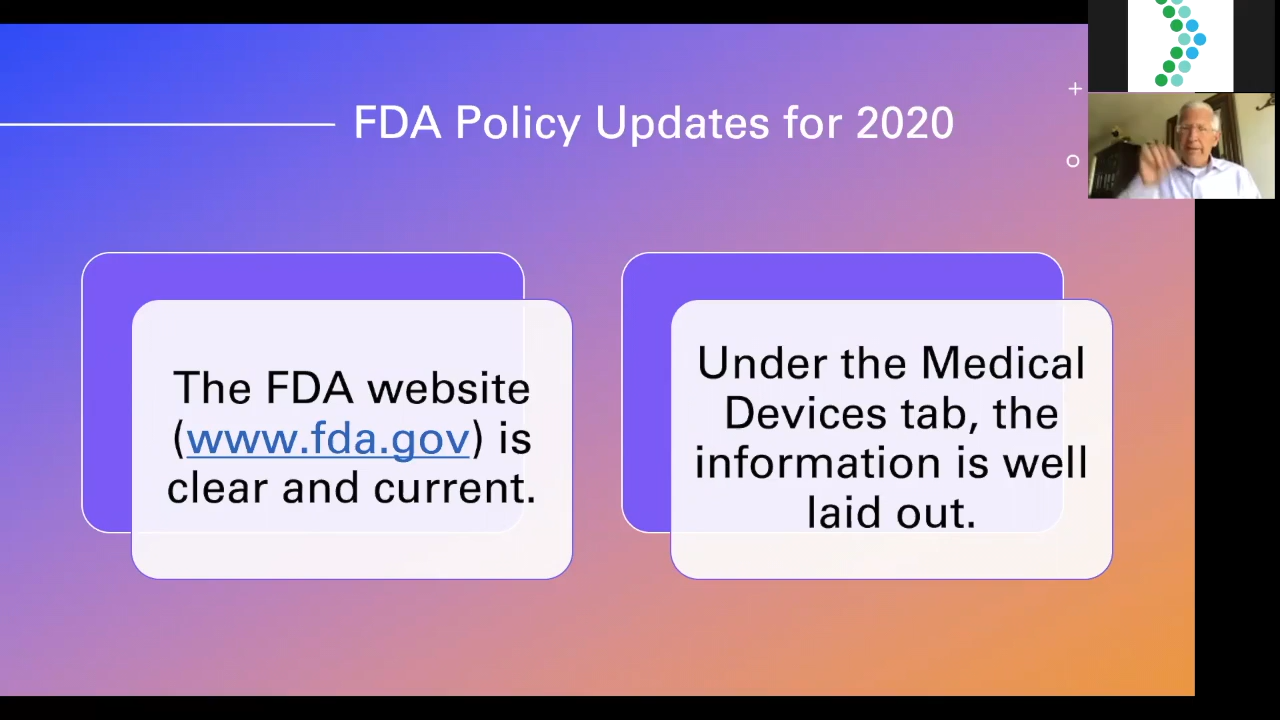 FDA Policy Updates for 2020
The FDA website
(www.fda.gov) is
clear and current.
Under the Medical
Devices tab, the
information is well
laid out.